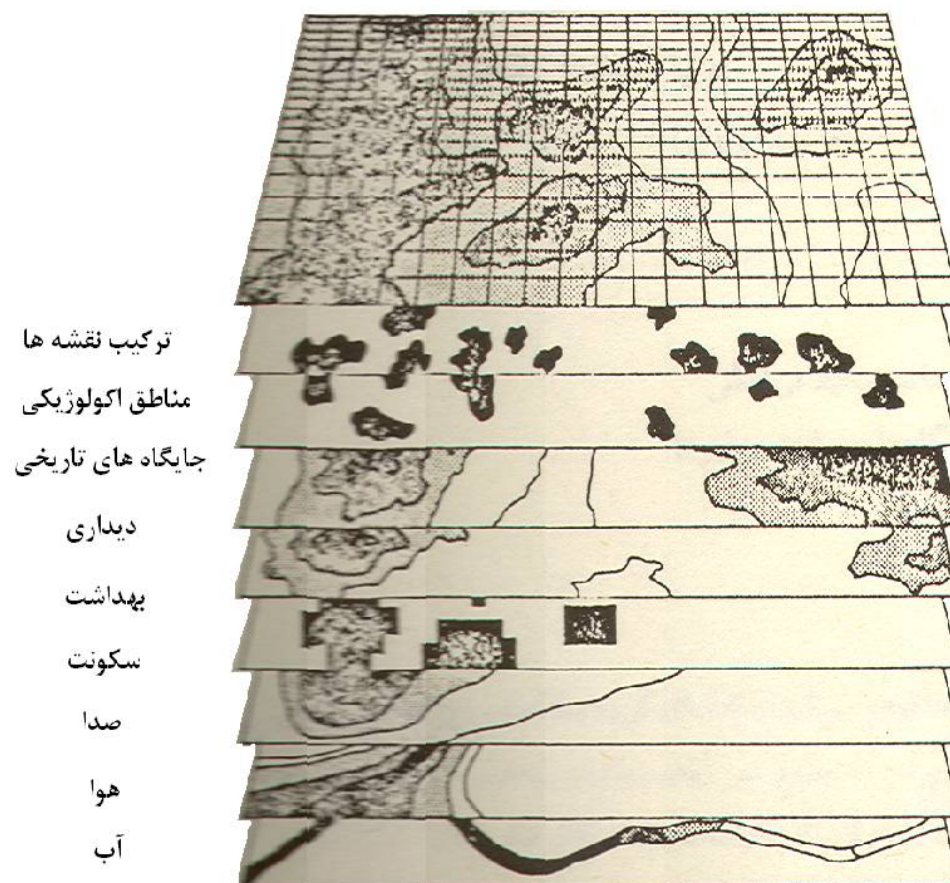 ترکیب نقشه ها
مناطق اکولوژیکی
جایگاه های تاریخی
دیداری
بهداشت
سکونت
صدا
هوا
آب